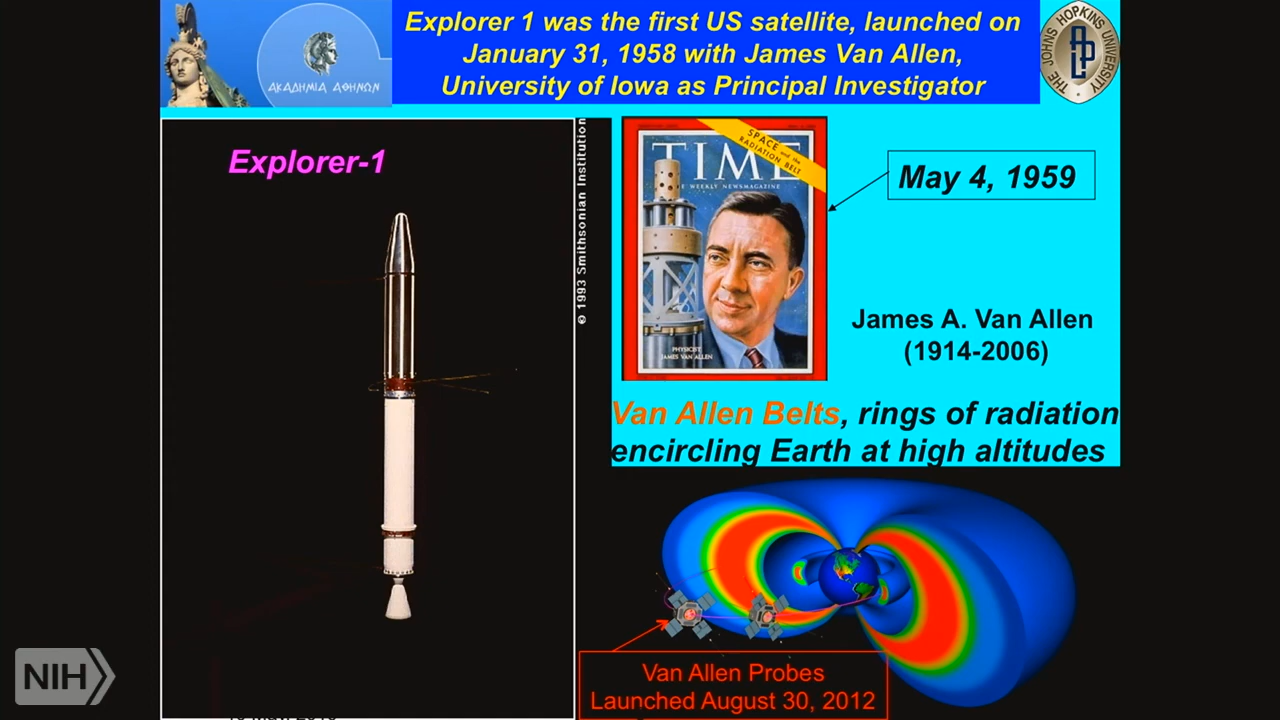 Explorer 1 was the first US satellite, launched on
January 31, 1958 with James Van Allen,
University of Iowa as Principal Investigator
ΑΚΑΔΗΜΙΑ ΑΘΗΝΩΝ
THE JOHNS HOPKINS UNIVERSITY
APL
Explorer-1
© 1993 Smithsonian Institution
SPACE and the
RADIATION BELT
TIME
THE WEEKLY NEWSMAGAZINE
PHYSICIST
JAMES VAN ALLEN
May 4, 1959
James A. Van Allen
(1914-2006)
Van Allen Belts, rings of radiation
encircling Earth at high altitudes
Van Allen Probes
Launched August 30, 2012
NIH